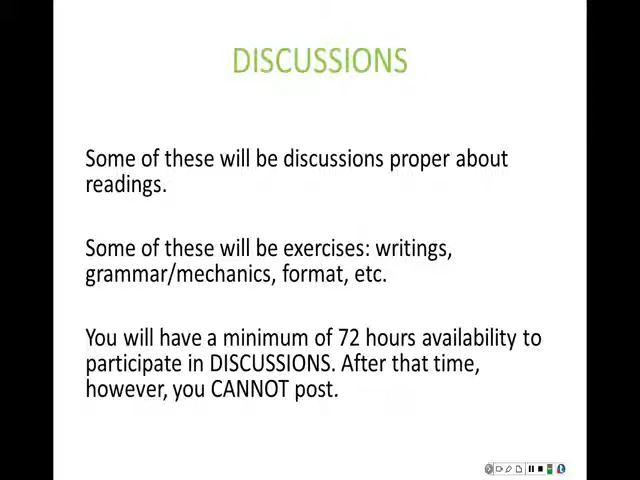 DISCUSSIONS
Some of these will be discussions proper about
readings.
Some of these will be exercises: writings,
grammar/mechanics, format, etc.
You will have a minimum of 72 hours availability to
participate in DISCUSSIONS. After that time,
however, you CANNOT post.